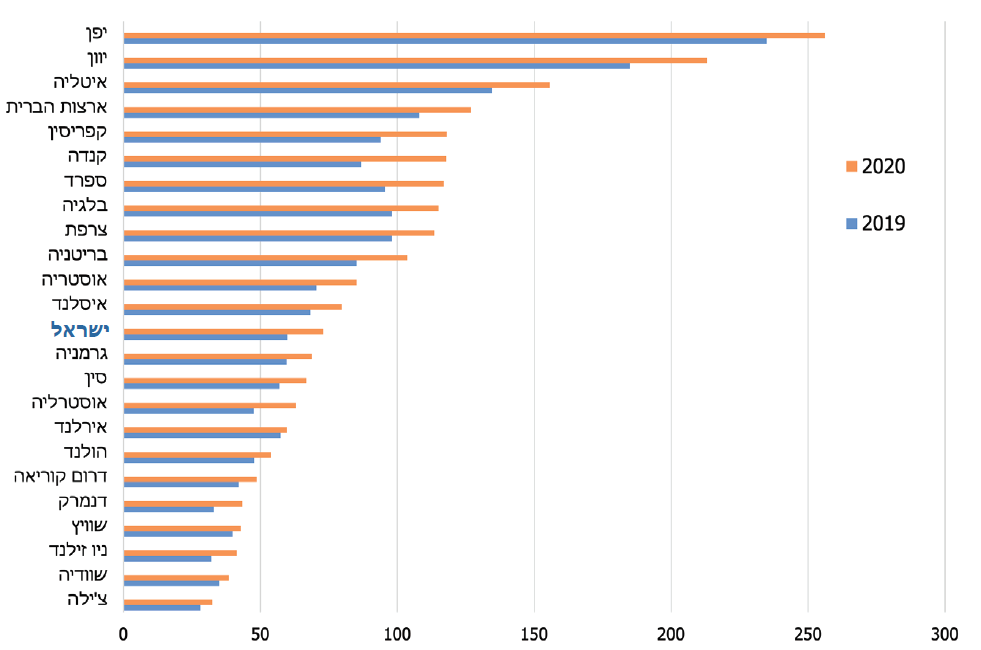 יפן
יוון
איטליה
ארצות הברית
קפריסין
קנדה
ספרד
בלגיה
צרפת
בריטניה
אוסטריה
איסלנד
ישראל
גרמניה
סין
אוסטרליה
אירלנד
הולנד
דרום קוריאה
דנמרק
שוויץ
ניו זילנד
שוודיה
צ'ילה
2020
2019
0 50 100 150 200 250 300